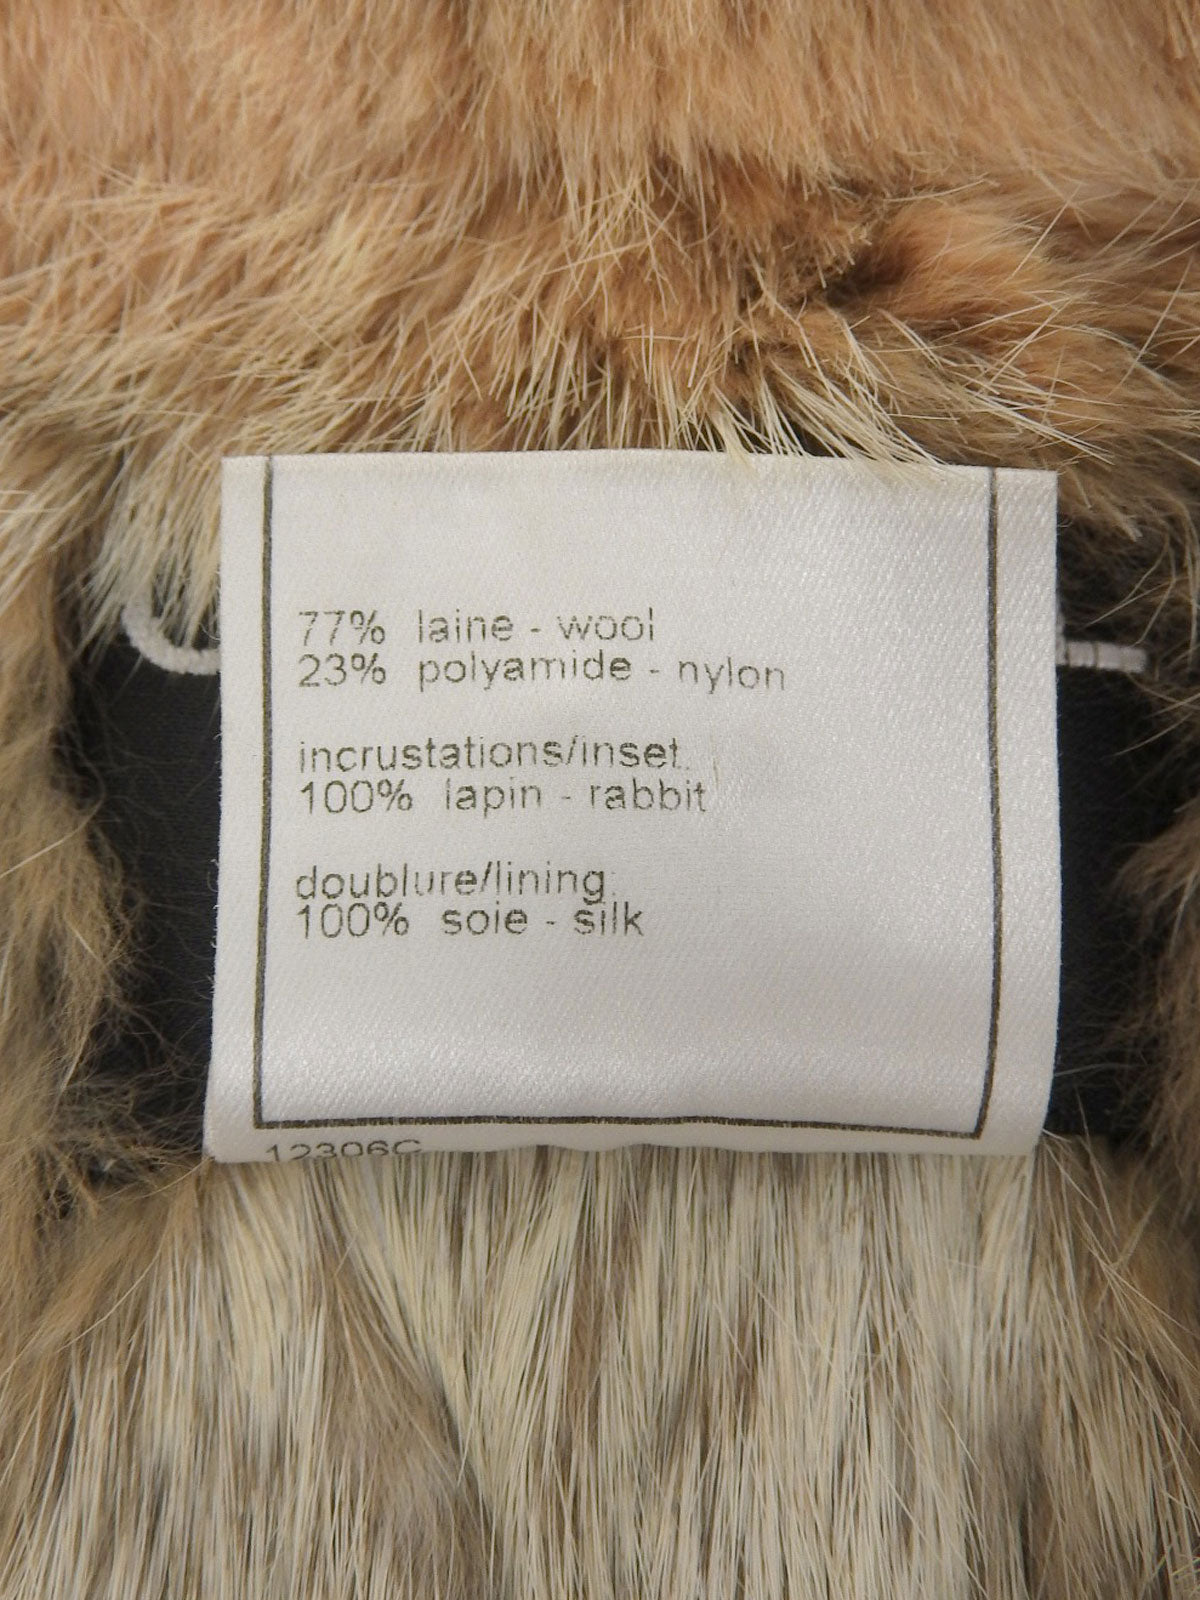 77% laine - wool
23% polyamide - nylon
incrustations/inset:
100% lapin - rabbit
doublure/lining:
100% soie - silk
12306C